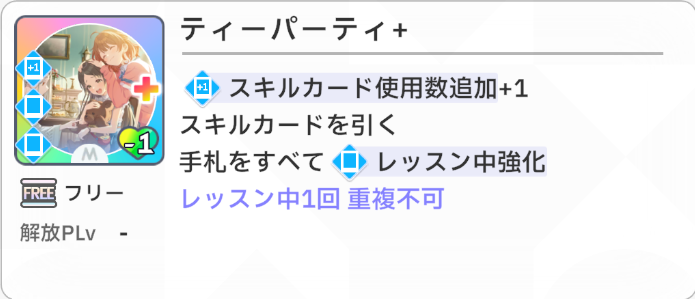 ティーパーティ+
+1 スキルカード使用数追加+1
スキルカードを引く
手札をすべて レッスン中強化
レッスン中1回 重複不可
+1
-1
M
FREE フリー
解放PLv -